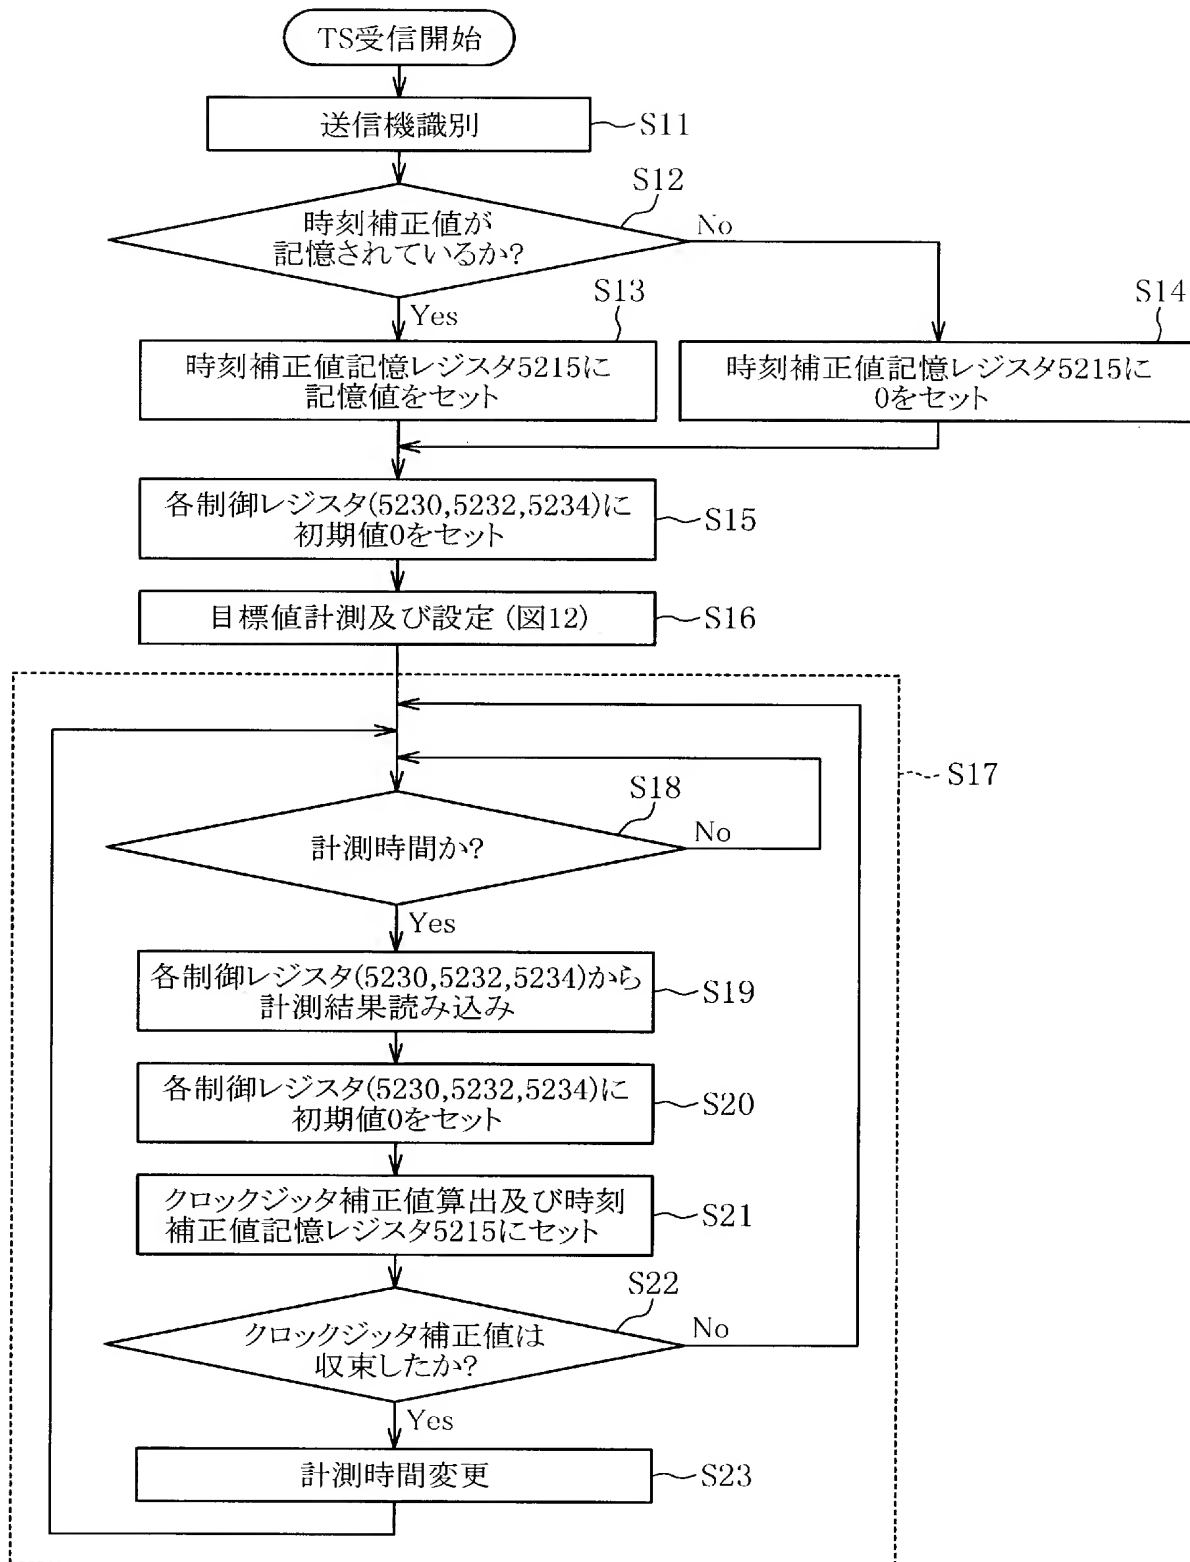 TS受信開始
送信機識別
S11
S12
時刻補正値が
記憶されているか?
No
Yes
S13
時刻補正値記憶レジスタ5215に
記憶値をセット
S14
時刻補正値記憶レジスタ5215に
0をセット
各制御レジスタ(5230,5232,5234)に
初期値0をセット
S15
目標値計測及び設定 (図12)
S16
S17
S18
計測時間か?
No
Yes
各制御レジスタ(5230,5232,5234)から
計測結果読み込み
S19
各制御レジスタ(5230,5232,5234)に
初期値0をセット
S20
クロックジッタ補正値算出及び時刻
補正値記憶レジスタ5215にセット
S21
S22
クロックジッタ補正値は
収束したか?
No
Yes
計測時間変更
S23